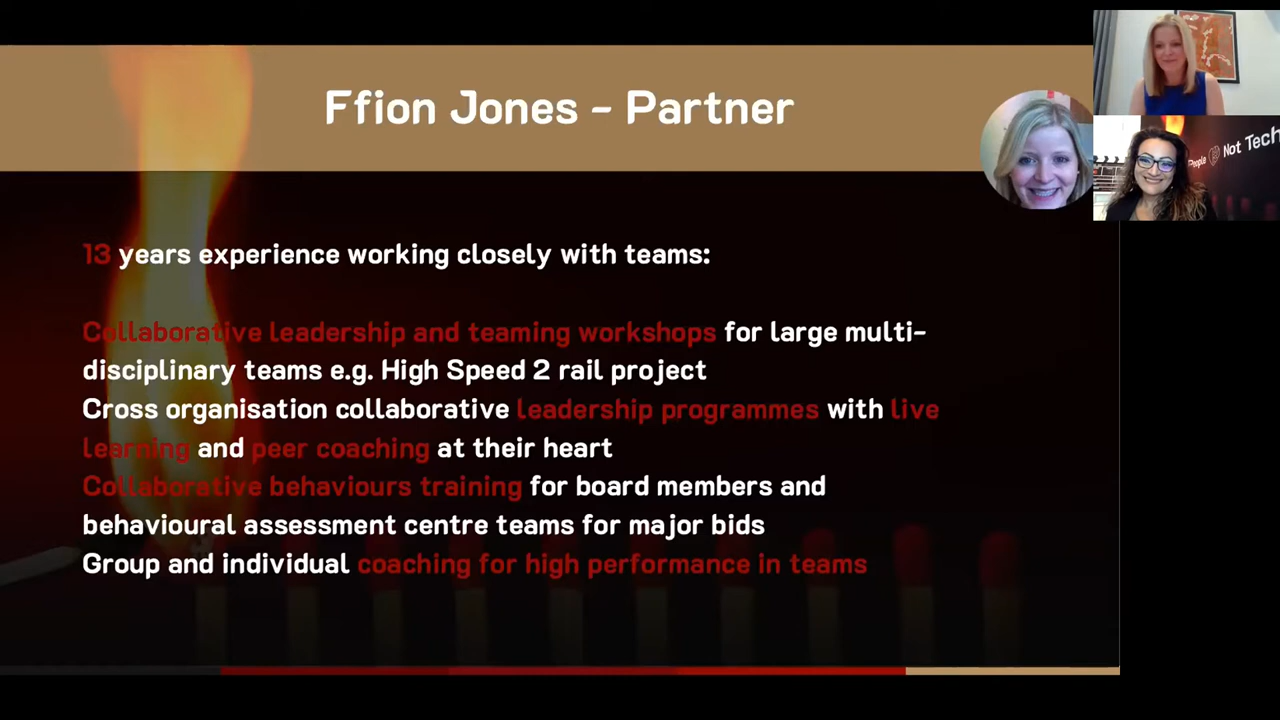 Ffion Jones - Partner
People Not Tech
13 years experience working closely with teams:
Collaborative leadership and teaming workshops for large multi-
disciplinary teams e.g. High Speed 2 rail project
Cross organisation collaborative leadership programmes with live
learning and peer coaching at their heart
Collaborative behaviours training for board members and
behavioural assessment centre teams for major bids
Group and individual coaching for high performance in teams